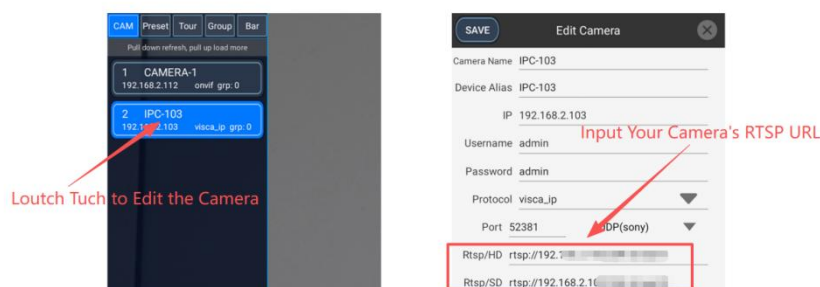 CAM Preset Tour Group Bar
Pull down refresh, pull up load more
1 CAMERA-1
192.168.2.112 onvif grp: 0
2 IPC-103
192. .103 visca_ip grp: 0
Loutch Tuch to Edit the Camera
SAVE Edit Camera
Camera Name IPC-103
Device Alias IPC-103
IP 192.168.2.103
Input Your Camera's RTSP URL
Username admin
Password admin
Protocol visca_ip
Port 52381 UDP(sony)
Rtsp/HD rtsp://192.
Rtsp/SD rtsp://192.168.2.10